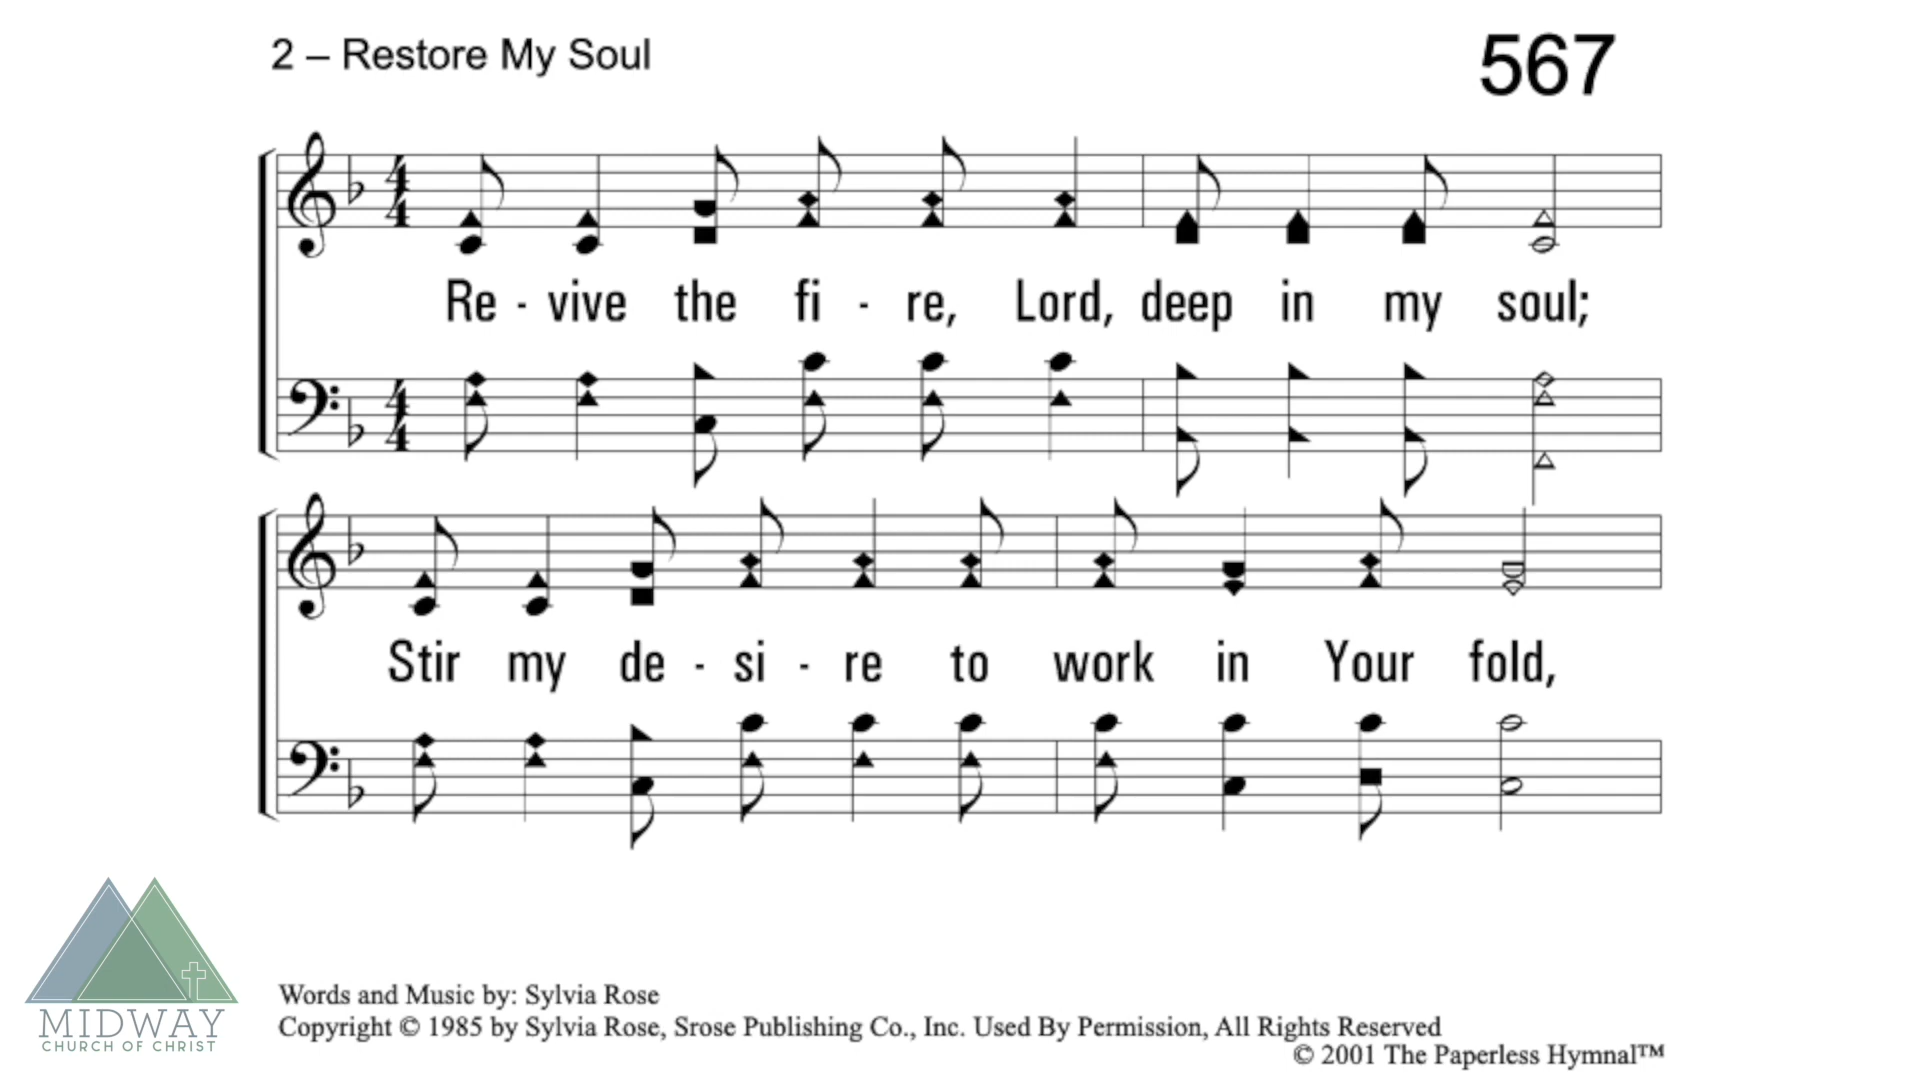 2 – Restore My Soul
567
Re - vive the fi - re, Lord, deep in my soul;
Stir my de - si - re to work in Your fold,
MIDWAY
CHURCH OF CHRIST
Words and Music by: Sylvia Rose
Copyright © 1985 by Sylvia Rose, Srose Publishing Co., Inc. Used By Permission, All Rights Reserved
© 2001 The Paperless Hymnal™